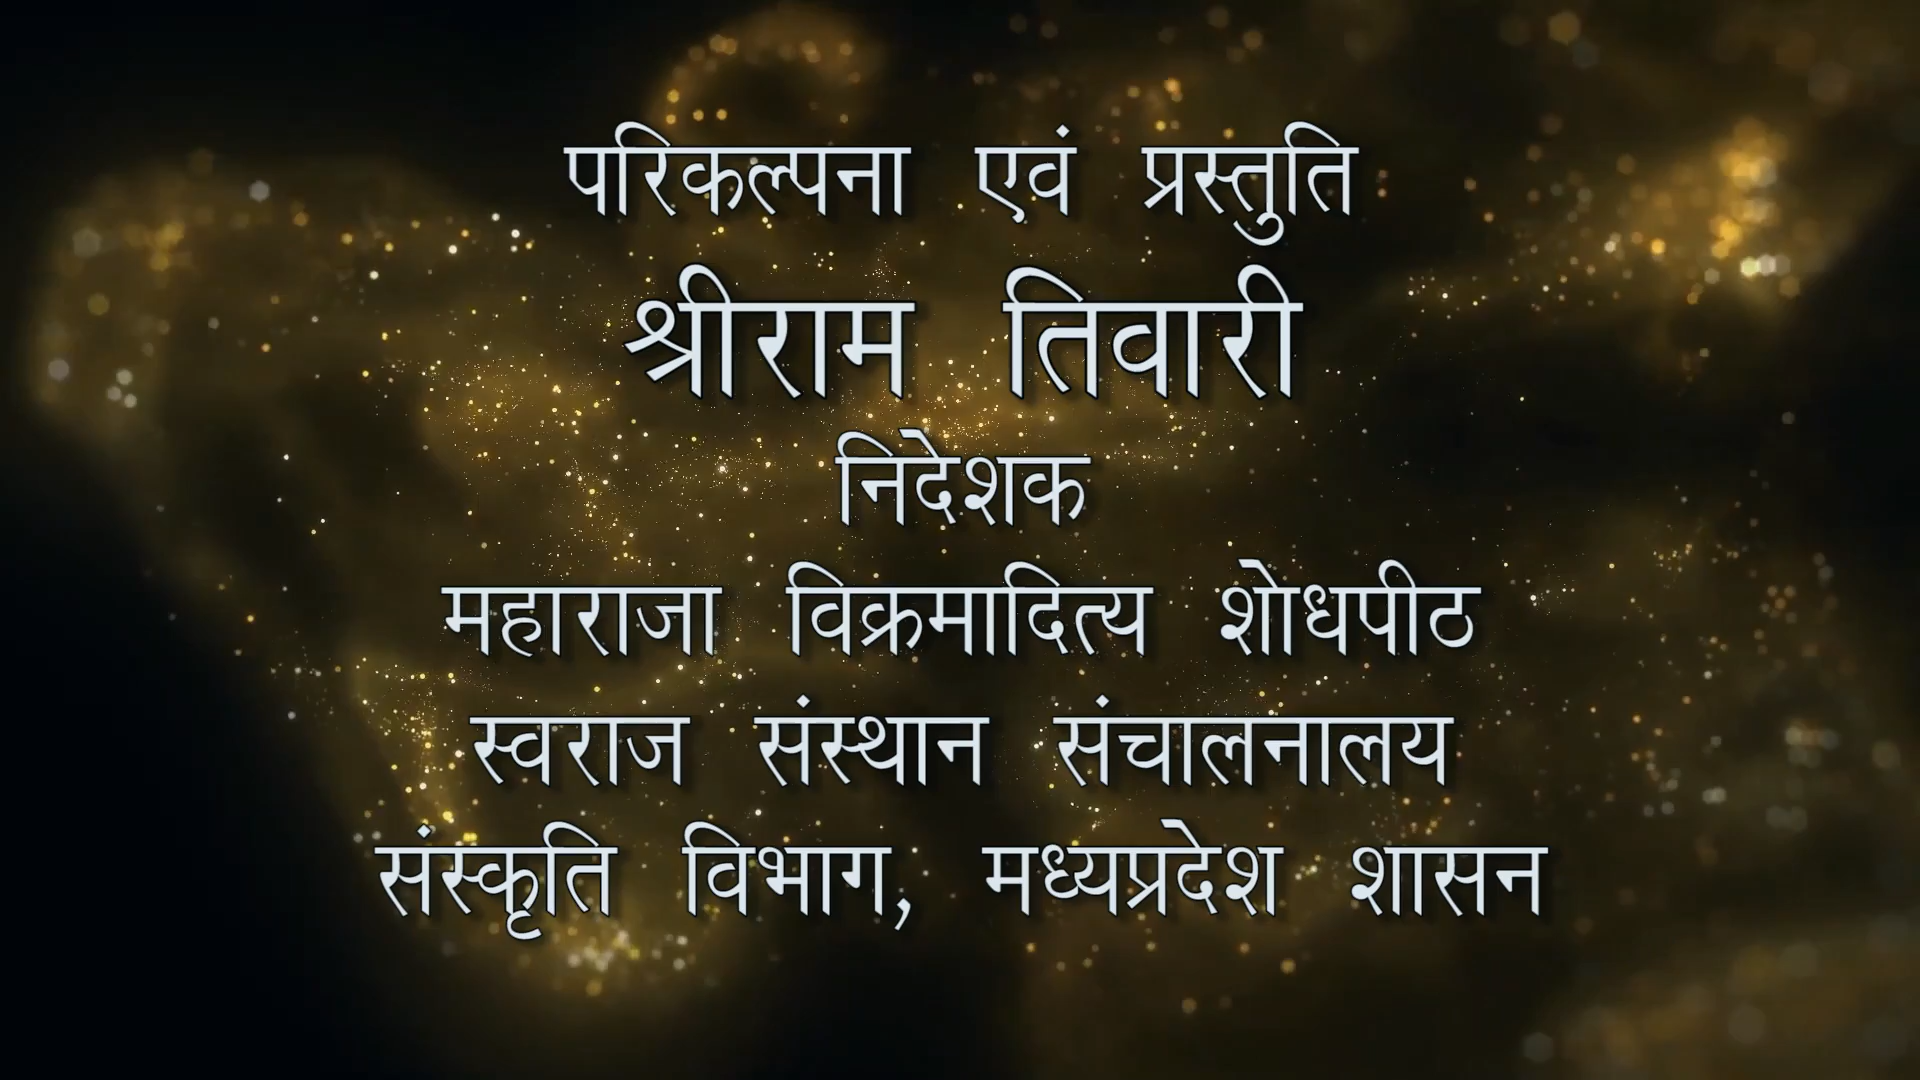 परिकल्पना एवं प्रस्तुति
श्रीराम तिवारी
निदेशक
महाराजा विक्रमादित्य शोधपीठ
स्वराज संस्थान संचालनालय
संस्कृति विभाग, मध्यप्रदेश शासन